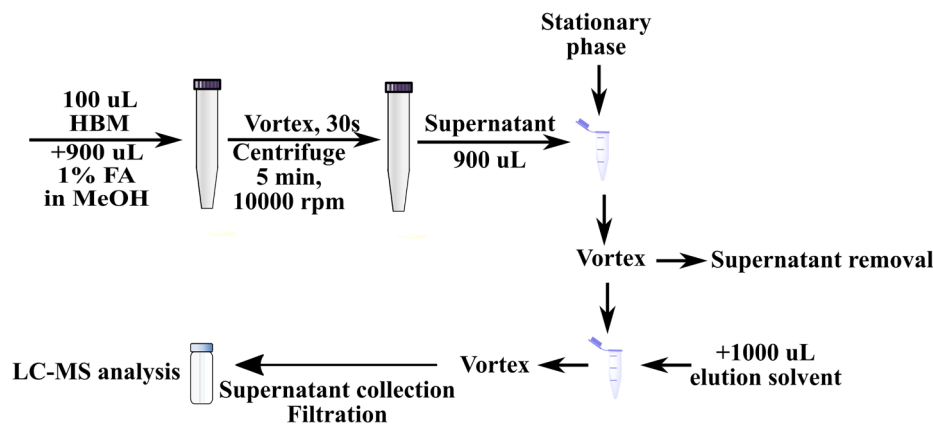 Stationary
phase
100 uL
HBM
+900 uL
1% FA
in MeOH
Vortex, 30s
Centrifuge
5 min,
10000 rpm
Supernatant
900 uL
Vortex
Supernatant removal
+1000 uL
elution solvent
Vortex
Supernatant collection
Filtration
LC-MS analysis